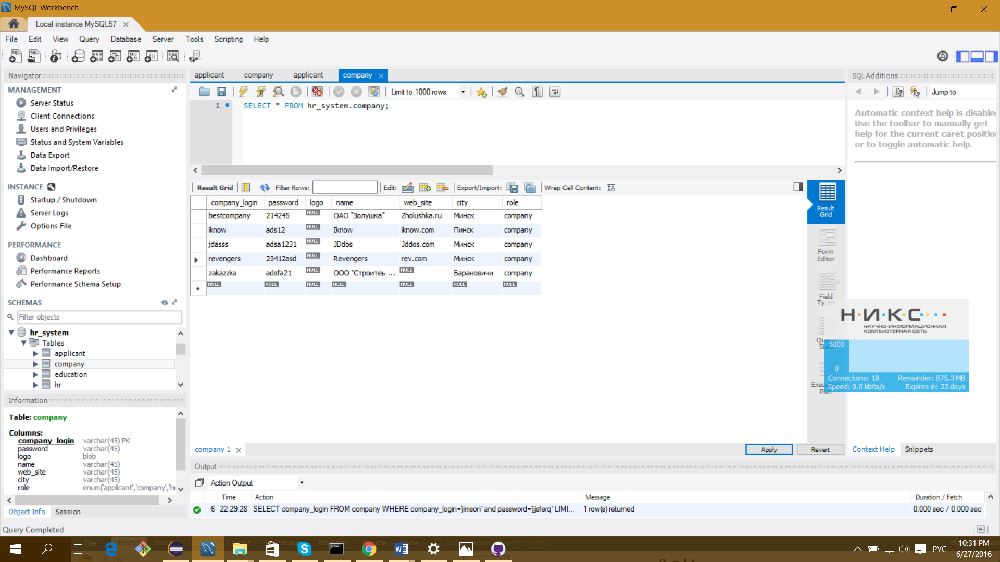 MySQL Workbench
Local instance MySQL57
File Edit View Query Database Server Tools Scripting Help
Navigator
MANAGEMENT
Server Status
Client Connections
Users and Privileges
Status and System Variables
Data Export
Data Import/Restore
INSTANCE
Startup / Shutdown
Server Logs
Options File
PERFORMANCE
Dashboard
Performance Reports
Performance Schema Setup
SCHEMAS
Filter objects
hr_system
Tables
applicant
company
education
hr
Information
Table: company
Columns:
company_login varchar(45) PK
password varchar(45)
logo blob
name varchar(45)
web_site varchar(45)
city varchar(45)
role enum('applicant','company','hr
Object Info Session
Query Completed
applicant company applicant company
Limit to 1000 rows
1 SELECT * FROM hr_system.company;
Result Grid Filter Rows: Edit: Export/Import: Wrap Cell Content:
company_login password logo name web_site city role
bestcompany 214245 NULL ОАО "Золушка" Zholushka.ru Минск company
iknow ads12 NULL Iknow iknow.com Пинск company
jdasss adsa1231 NULL JDdos Jddos.com Минск company
revengers 23412asd NULL Revengers rev.com Минск company
zakazzka adsfa21 NULL ООО "Строитеь ... NULL Барановичи company
NULL NULL NULL NULL NULL NULL NULL
Result Grid
Form Editor
Field Types
company 1
Apply Revert
Output
Action Output
Time Action Message Duration / Fetch
6 22:29:28 SELECT company_login FROM company WHERE company_login='jimson' and password='jjjsferq' LIMI... 1 row(s) returned 0.000 sec / 0.000 sec
SQLAdditions
Jump to
Automatic context help is disabled
Use the toolbar to manually get
help for the current caret position
or to toggle automatic help.
Context Help Snippets
Н·И·К·С
НАУЧНО-ИНФОРМАЦИОННАЯ
КОМПЬЮТЕРНАЯ СЕТЬ
5000
0
Connections: 18 Remainder: 875.3 MB
Speed: 0.0 kbits/s Expires in: 23 days
Plan
РУС
10:31 PM
6/27/2016